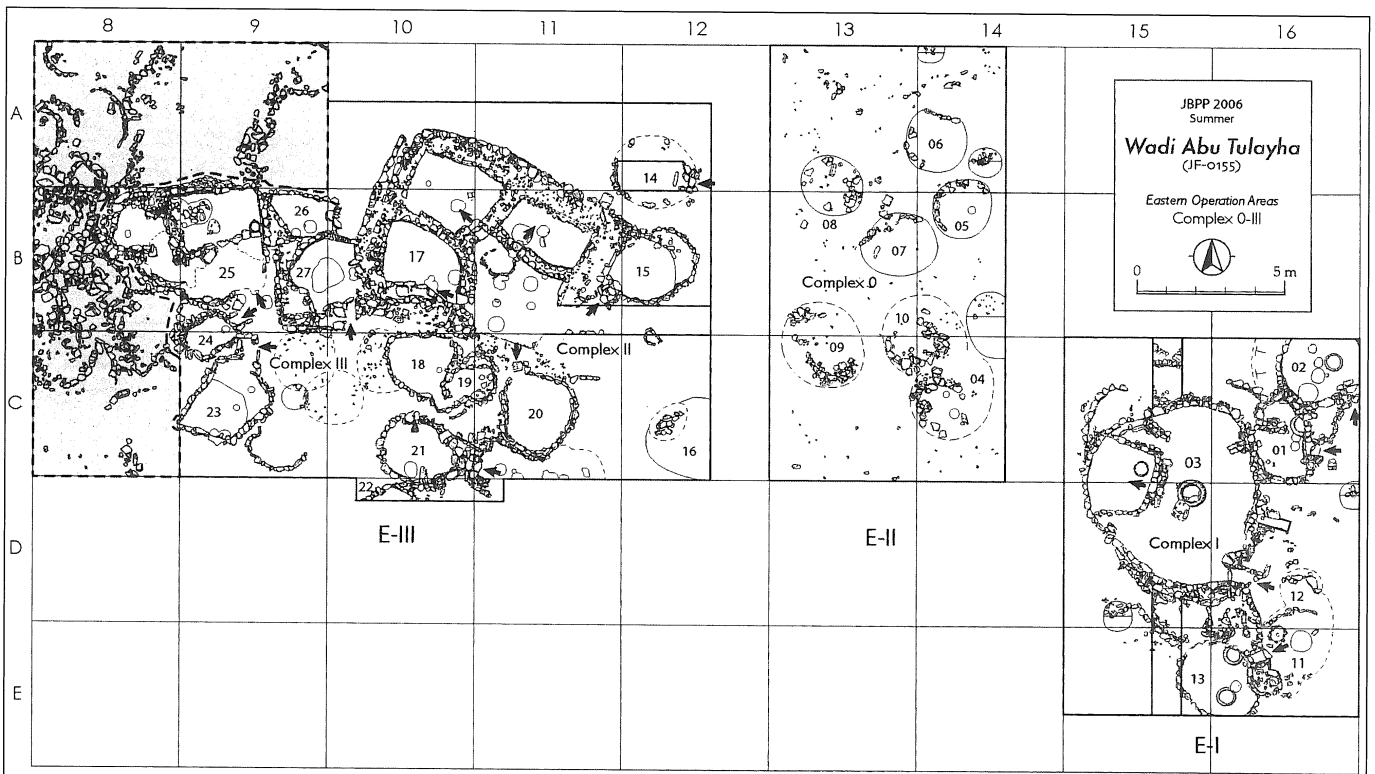 8 9 10 11 12 13 14 15 16
A
B
C
D
E
JBPP 2006
Summer
Wadi Abu Tulayha
(JF-0155)
Eastern Operation Areas
Complex 0-III
0 5 m
06
14
26
08
05
07
17
25
27
15
Complex 0
10
24
Complex III
18
Complex II
09
02
19
04
23
20
21
16
03
01
22
E-III
E-II
Complex I
12
13
11
E-I